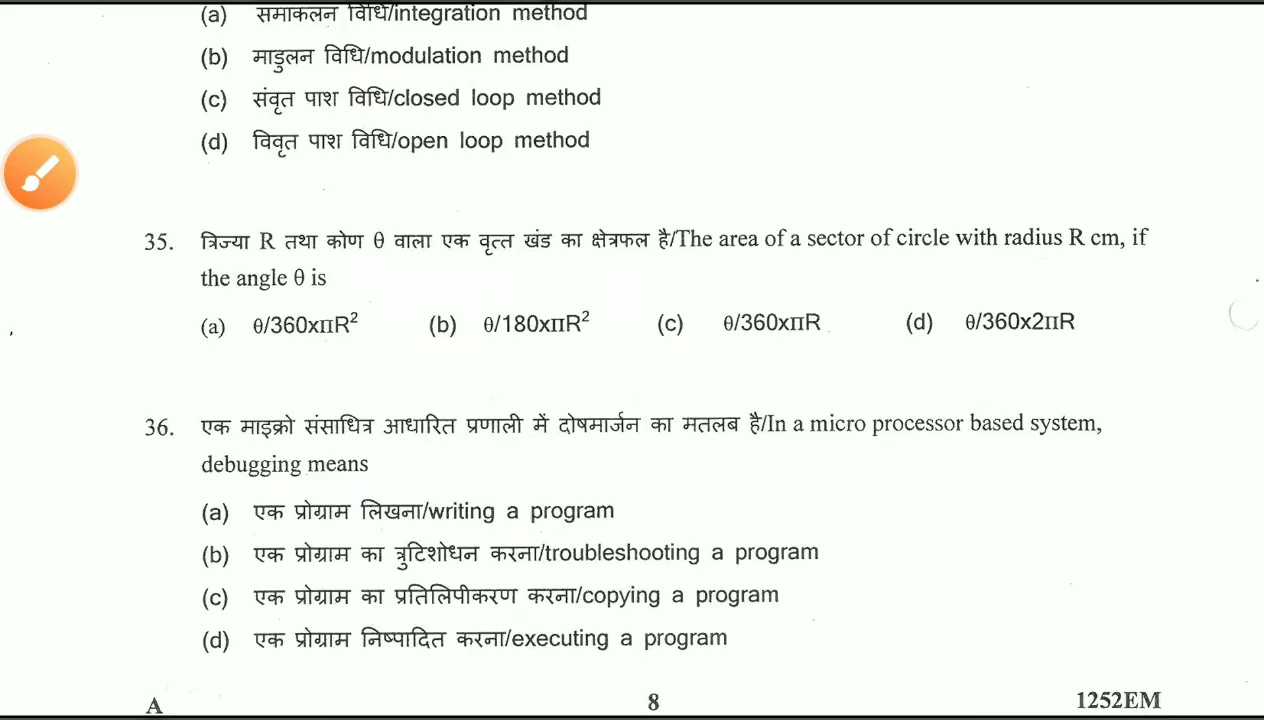 (a) समाकलन विधि/integration method
(b) माडुलन विधि/modulation method
(c) संवृत पाश विधि/closed loop method
(d) विवृत पाश विधि/open loop method
35. त्रिज्या R तथा कोण θ वाला एक वृत्त खंड का क्षेत्रफल है/The area of a sector of circle with radius R cm, if
the angle θ is
(a) θ/360xπR² (b) θ/180xπR² (c) θ/360xπR (d) θ/360x2πR
36. एक माइक्रो संसाधित्र आधारित प्रणाली में दोषमार्जन का मतलब है/In a micro processor based system,
debugging means
(a) एक प्रोग्राम लिखना/writing a program
(b) एक प्रोग्राम का त्रुटिशोधन करना/troubleshooting a program
(c) एक प्रोग्राम का प्रतिलिपीकरण करना/copying a program
(d) एक प्रोग्राम निष्पादित करना/executing a program
A 8 1252EM